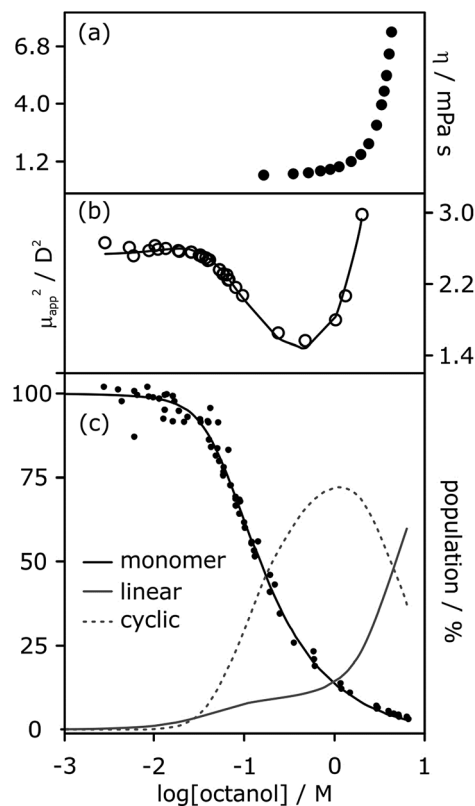 (a)
6.8
4.0
1.2
η / mPa s
(b)
μapp² / D²
3.0
2.2
1.4
(c)
100
75
50
25
0
monomer
linear
cyclic
population / %
-3 -2 -1 0 1
log[octanol] / M